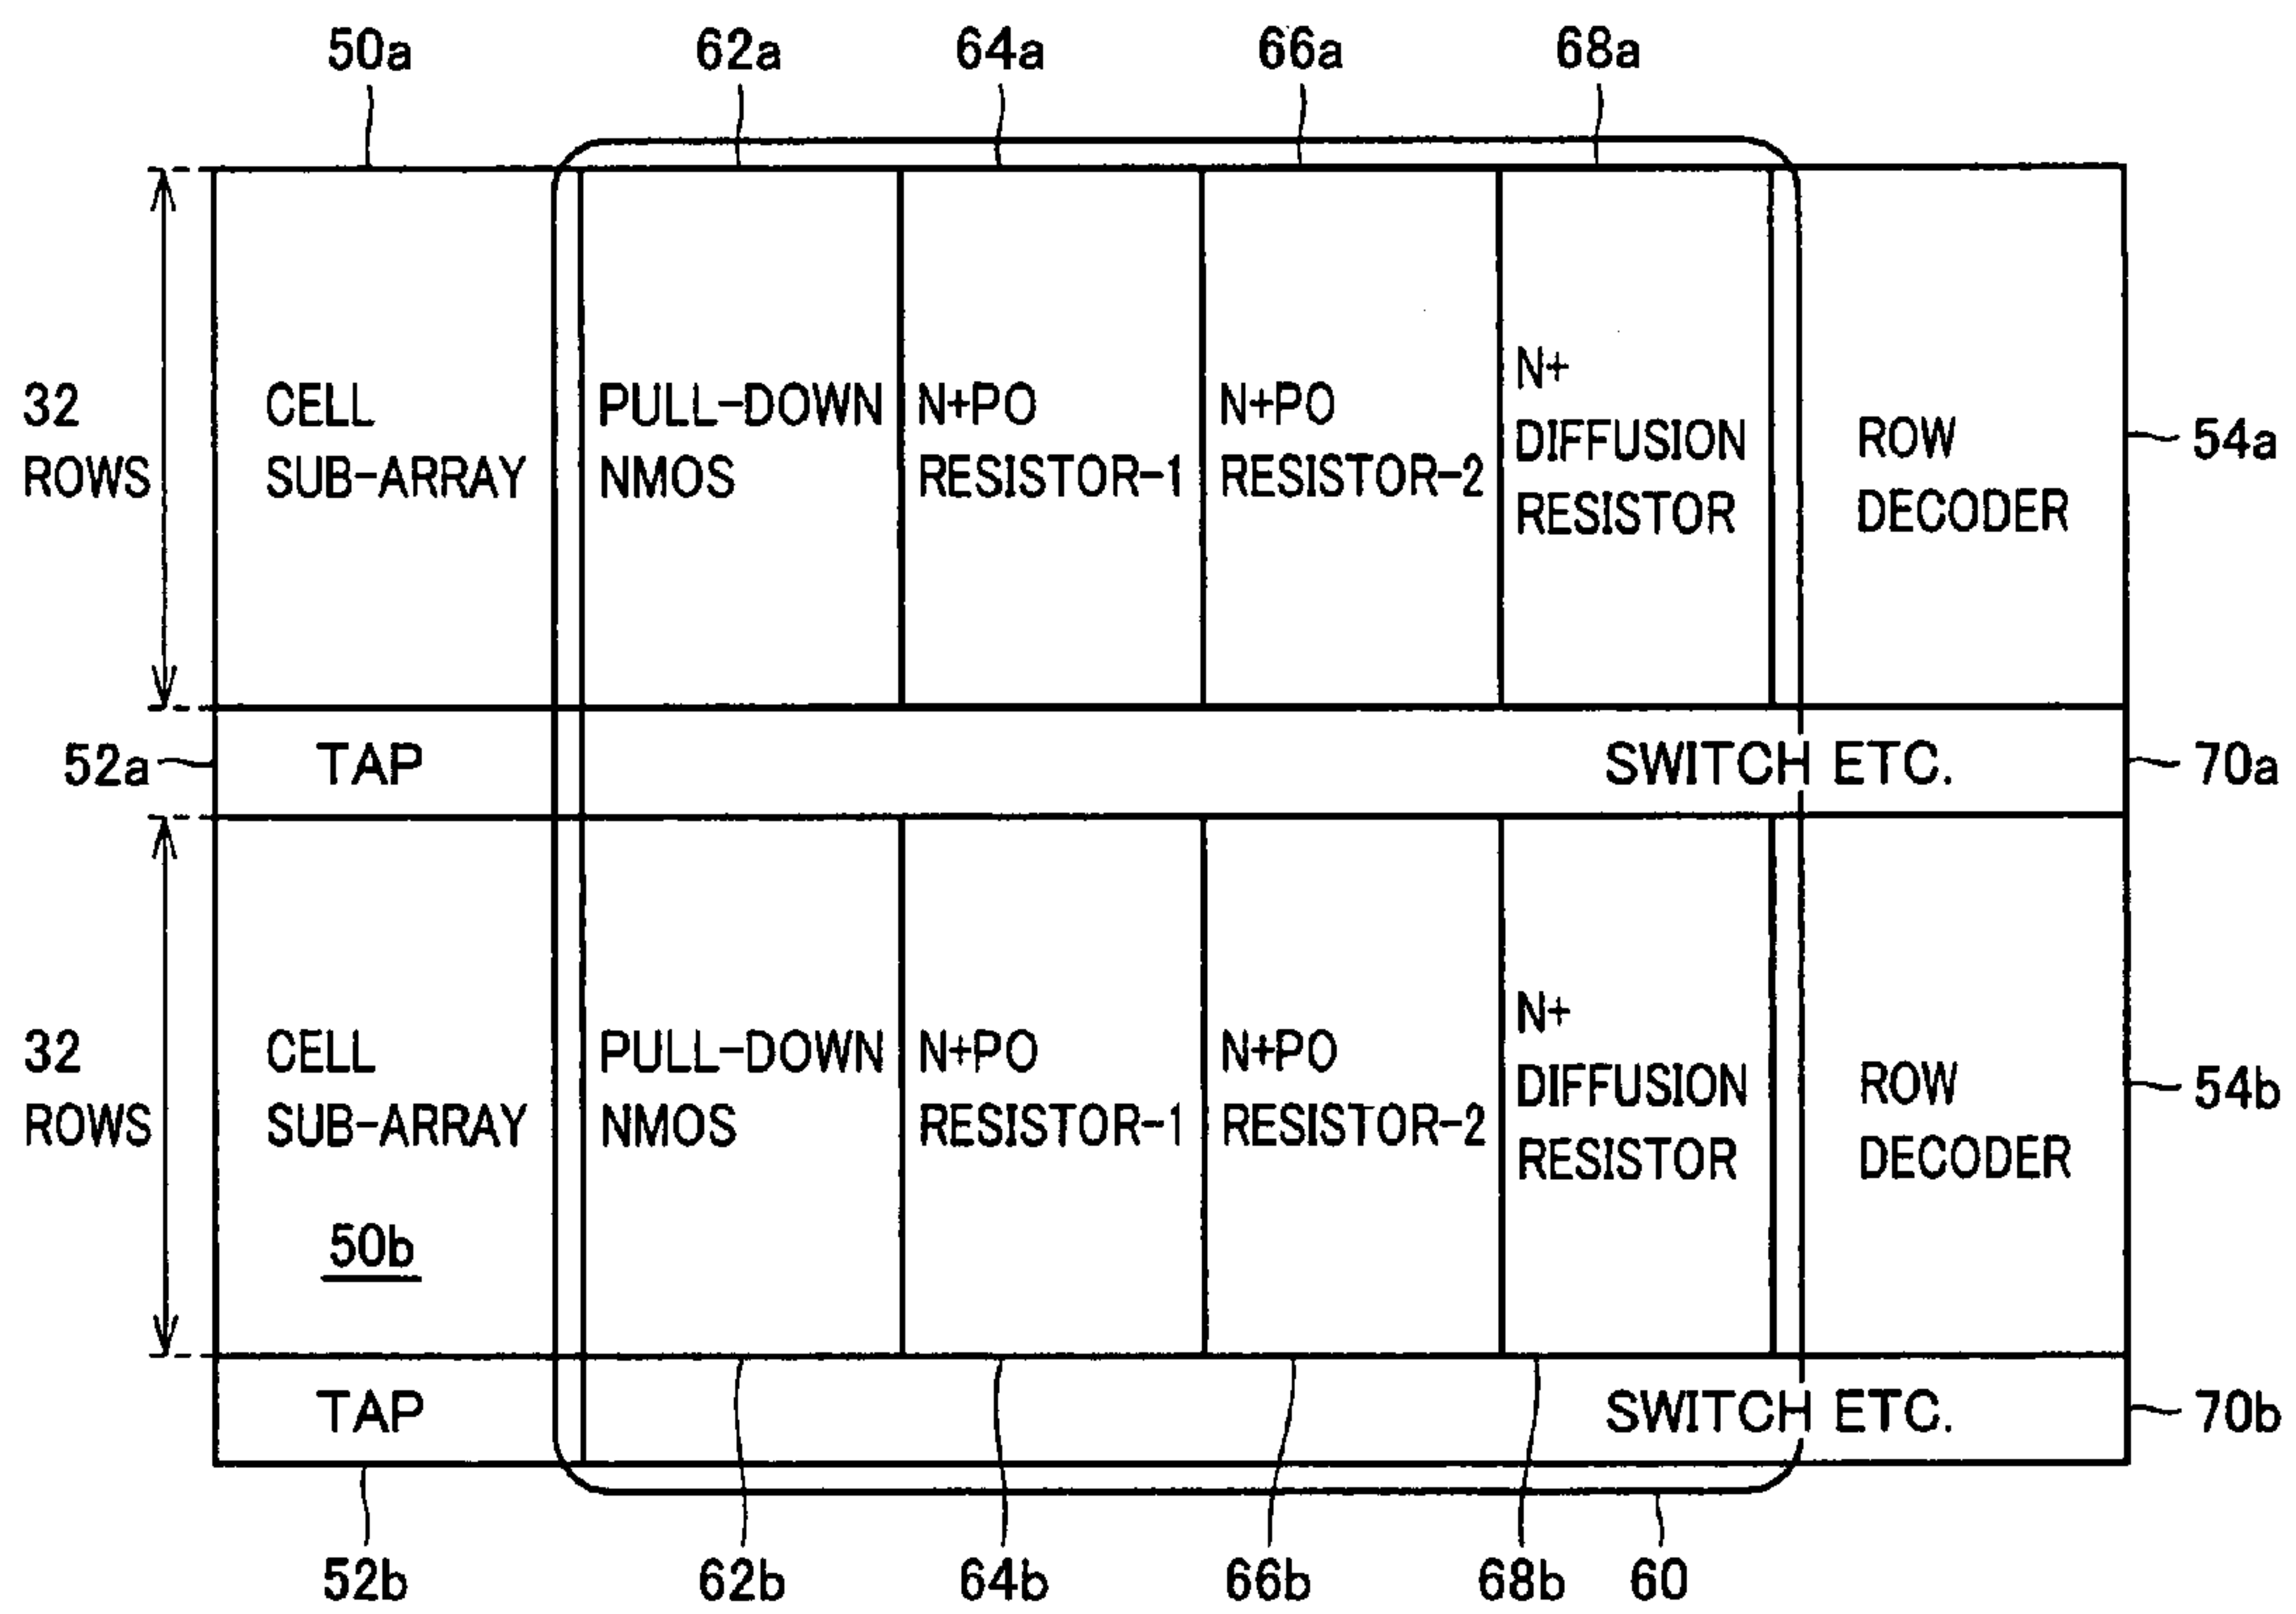 50a 62a 64a 66a 68a
32
ROWS
CELL
SUB-ARRAY
PULL-DOWN
NMOS
N+PO
RESISTOR-1
N+PO
RESISTOR-2
N+
DIFFUSION
RESISTOR
ROW
DECODER
54a
52a
TAP
SWITCH ETC.
70a
32
ROWS
CELL
SUB-ARRAY
50b
PULL-DOWN
NMOS
N+PO
RESISTOR-1
N+PO
RESISTOR-2
N+
DIFFUSION
RESISTOR
ROW
DECODER
54b
TAP
SWITCH ETC.
70b
52b 62b 64b 66b 68b 60